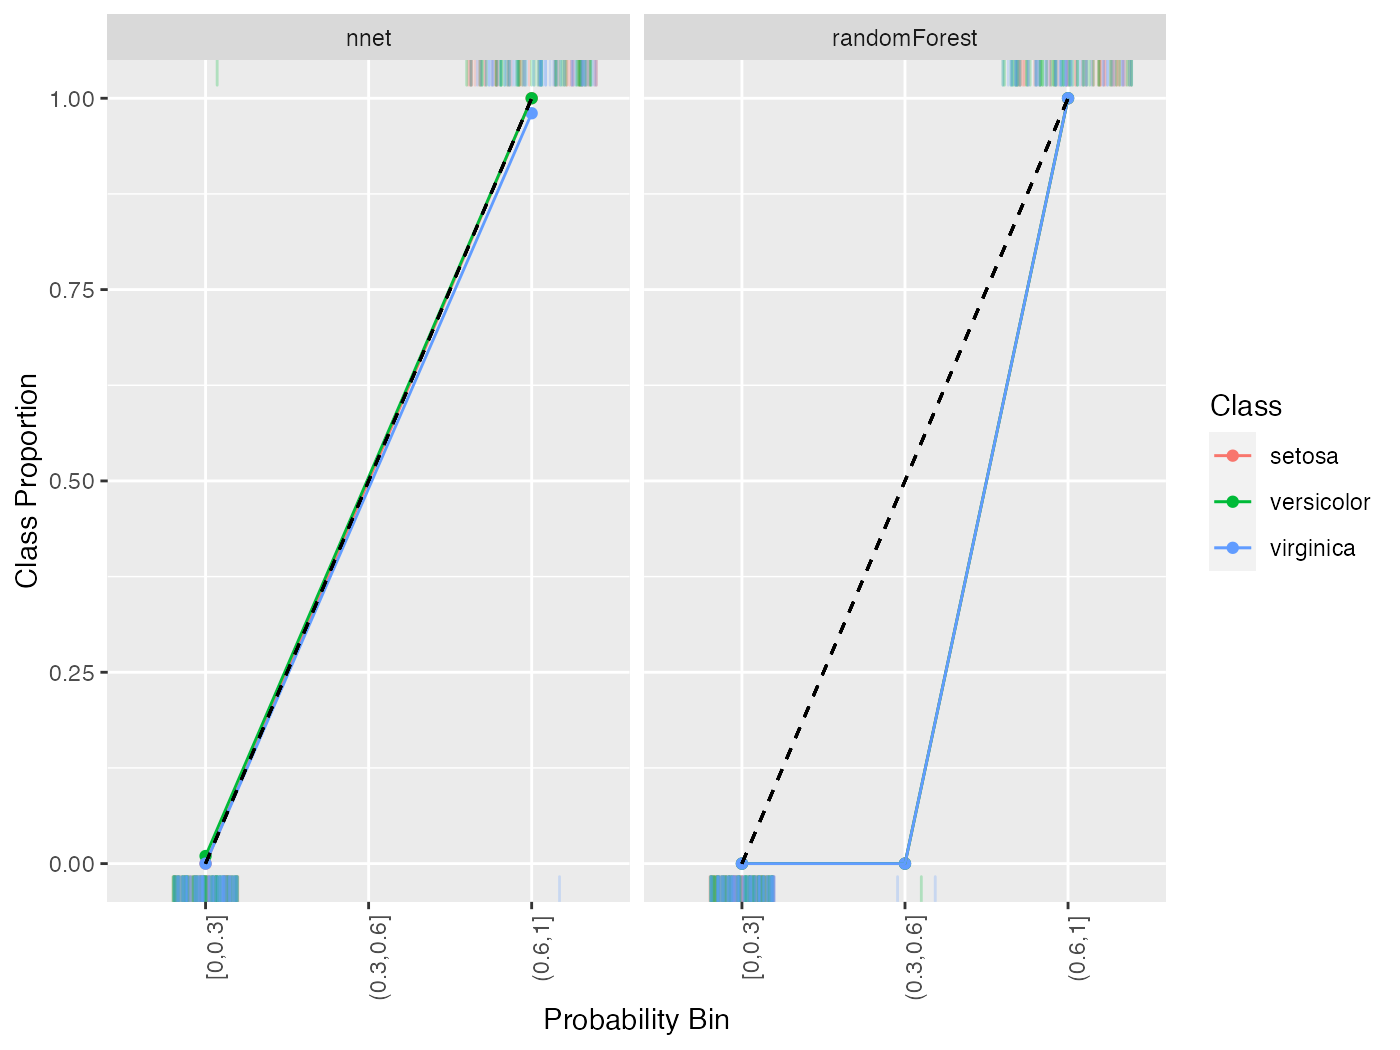 nnet
randomForest
1.00
0.75
0.50
0.25
0.00
Class Proportion
[0,0.3]
(0.3,0.6]
(0.6,1]
[0,0.3]
(0.3,0.6]
(0.6,1]
Probability Bin
Class
setosa
versicolor
virginica